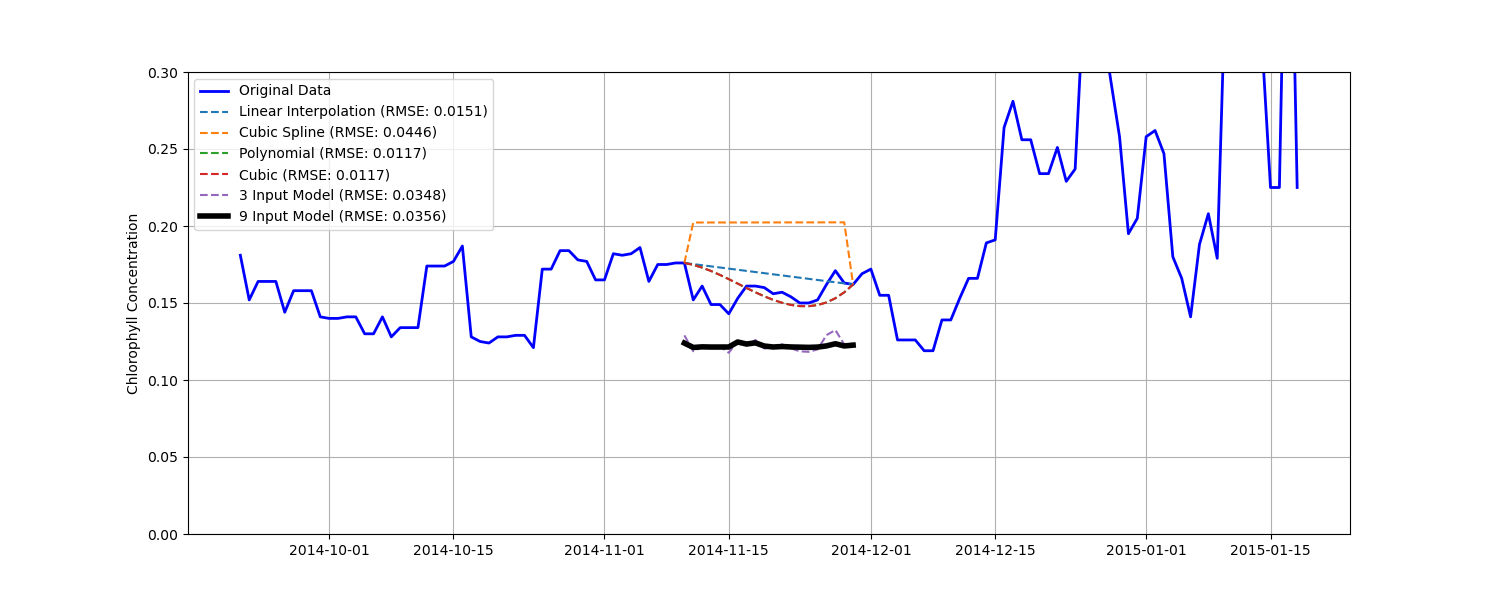 0.30
0.25
0.20
0.15
0.10
0.05
0.00
Chlorophyll Concentration
Original Data
Linear Interpolation (RMSE: 0.0151)
Cubic Spline (RMSE: 0.0446)
Polynomial (RMSE: 0.0117)
Cubic (RMSE: 0.0117)
3 Input Model (RMSE: 0.0348)
9 Input Model (RMSE: 0.0356)
2014-10-01 2014-10-15 2014-11-01 2014-11-15 2014-12-01 2014-12-15 2015-01-01 2015-01-15